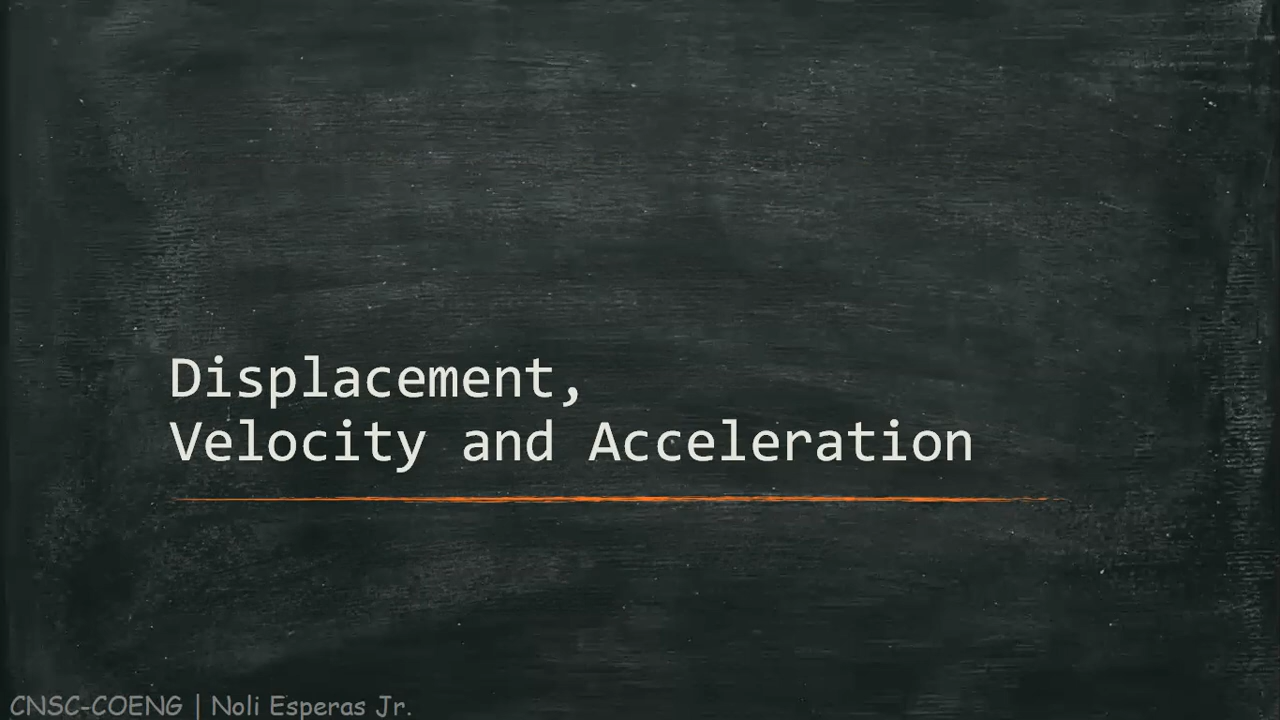 Displacement,
Velocity and Acceleration
CNSC-COENG | Noli Esperas Jr.